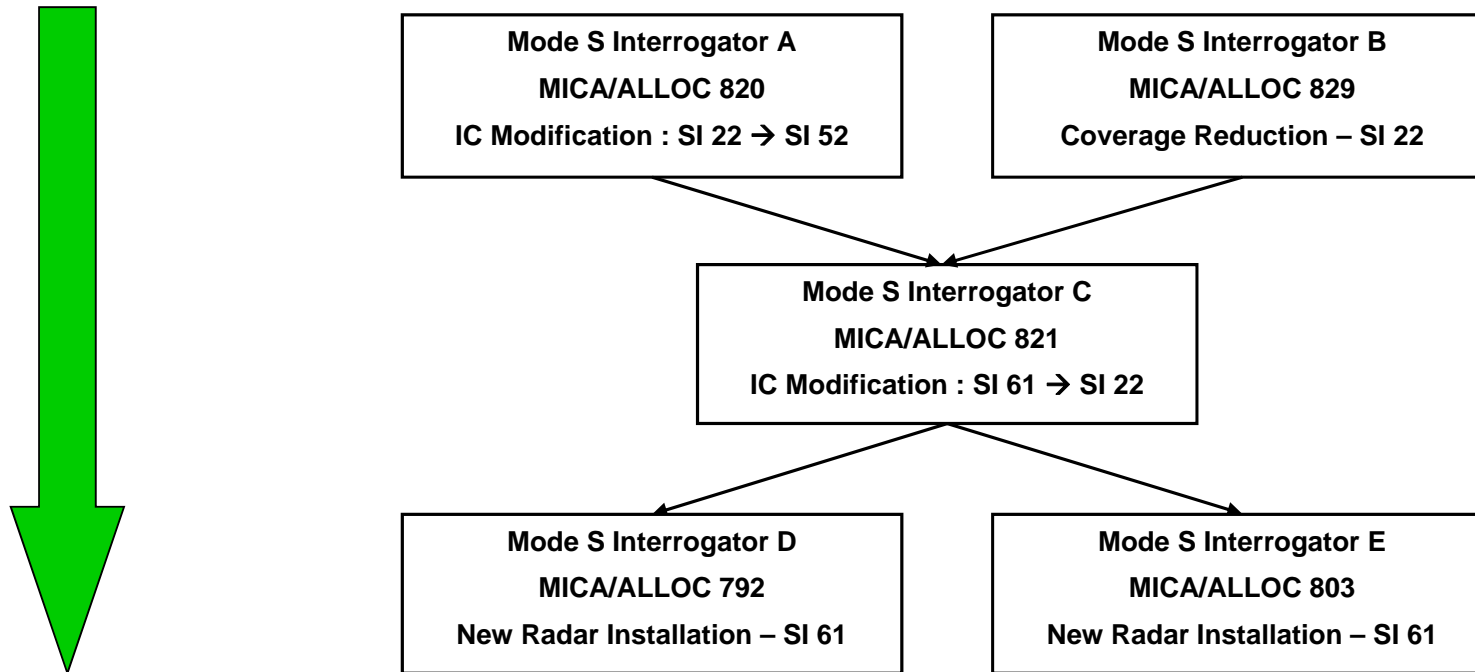 Mode S Interrogator A
MICA/ALLOC 820
IC Modification : SI 22 → SI 52
Mode S Interrogator B
MICA/ALLOC 829
Coverage Reduction – SI 22
Mode S Interrogator C
MICA/ALLOC 821
IC Modification : SI 61 → SI 22
Mode S Interrogator D
MICA/ALLOC 792
New Radar Installation – SI 61
Mode S Interrogator E
MICA/ALLOC 803
New Radar Installation – SI 61